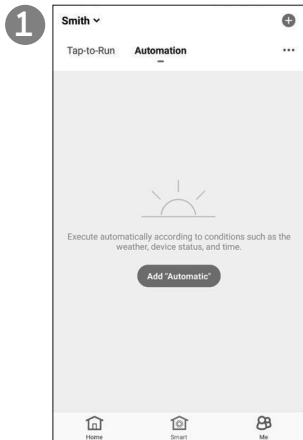 1
Smith
Tap-to-Run Automation
Execute automatically according to conditions such as the
weather, device status, and time.
Add "Automatic"
Home Smart Me